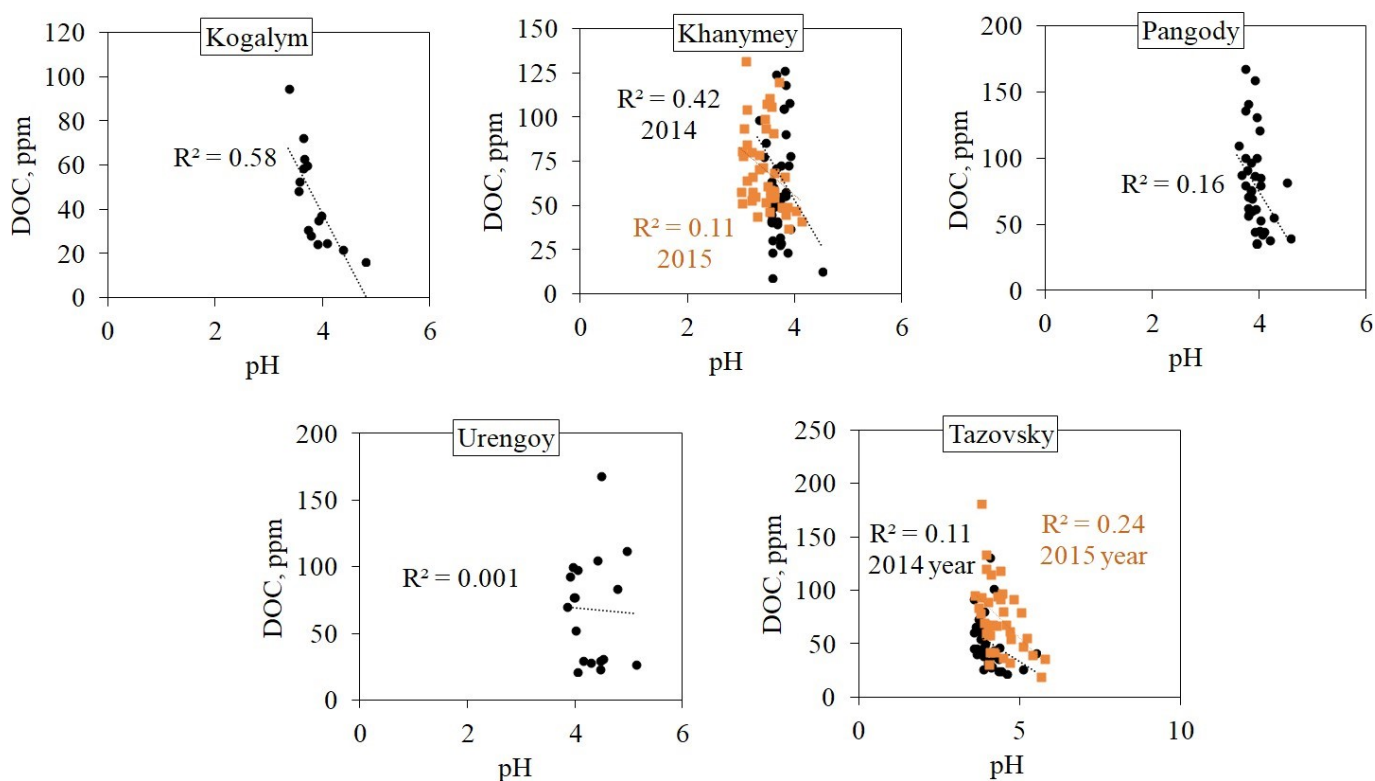 Kogalym
DOC, ppm
120
100
80
60
40
20
0
R² = 0.58
0 2 4 6
pH
Khanymey
DOC, ppm
150
125
100
75
50
25
0
R² = 0.42
2014
R² = 0.11
2015
0 2 4 6
pH
Pangody
DOC, ppm
200
150
100
50
0
R² = 0.16
0 2 4 6
pH
Urengoy
DOC, ppm
200
150
100
50
0
R² = 0.001
0 2 4 6
pH
Tazovsky
DOC, ppm
250
200
150
100
50
0
R² = 0.11
2014 year
R² = 0.24
2015 year
0 5 10
pH